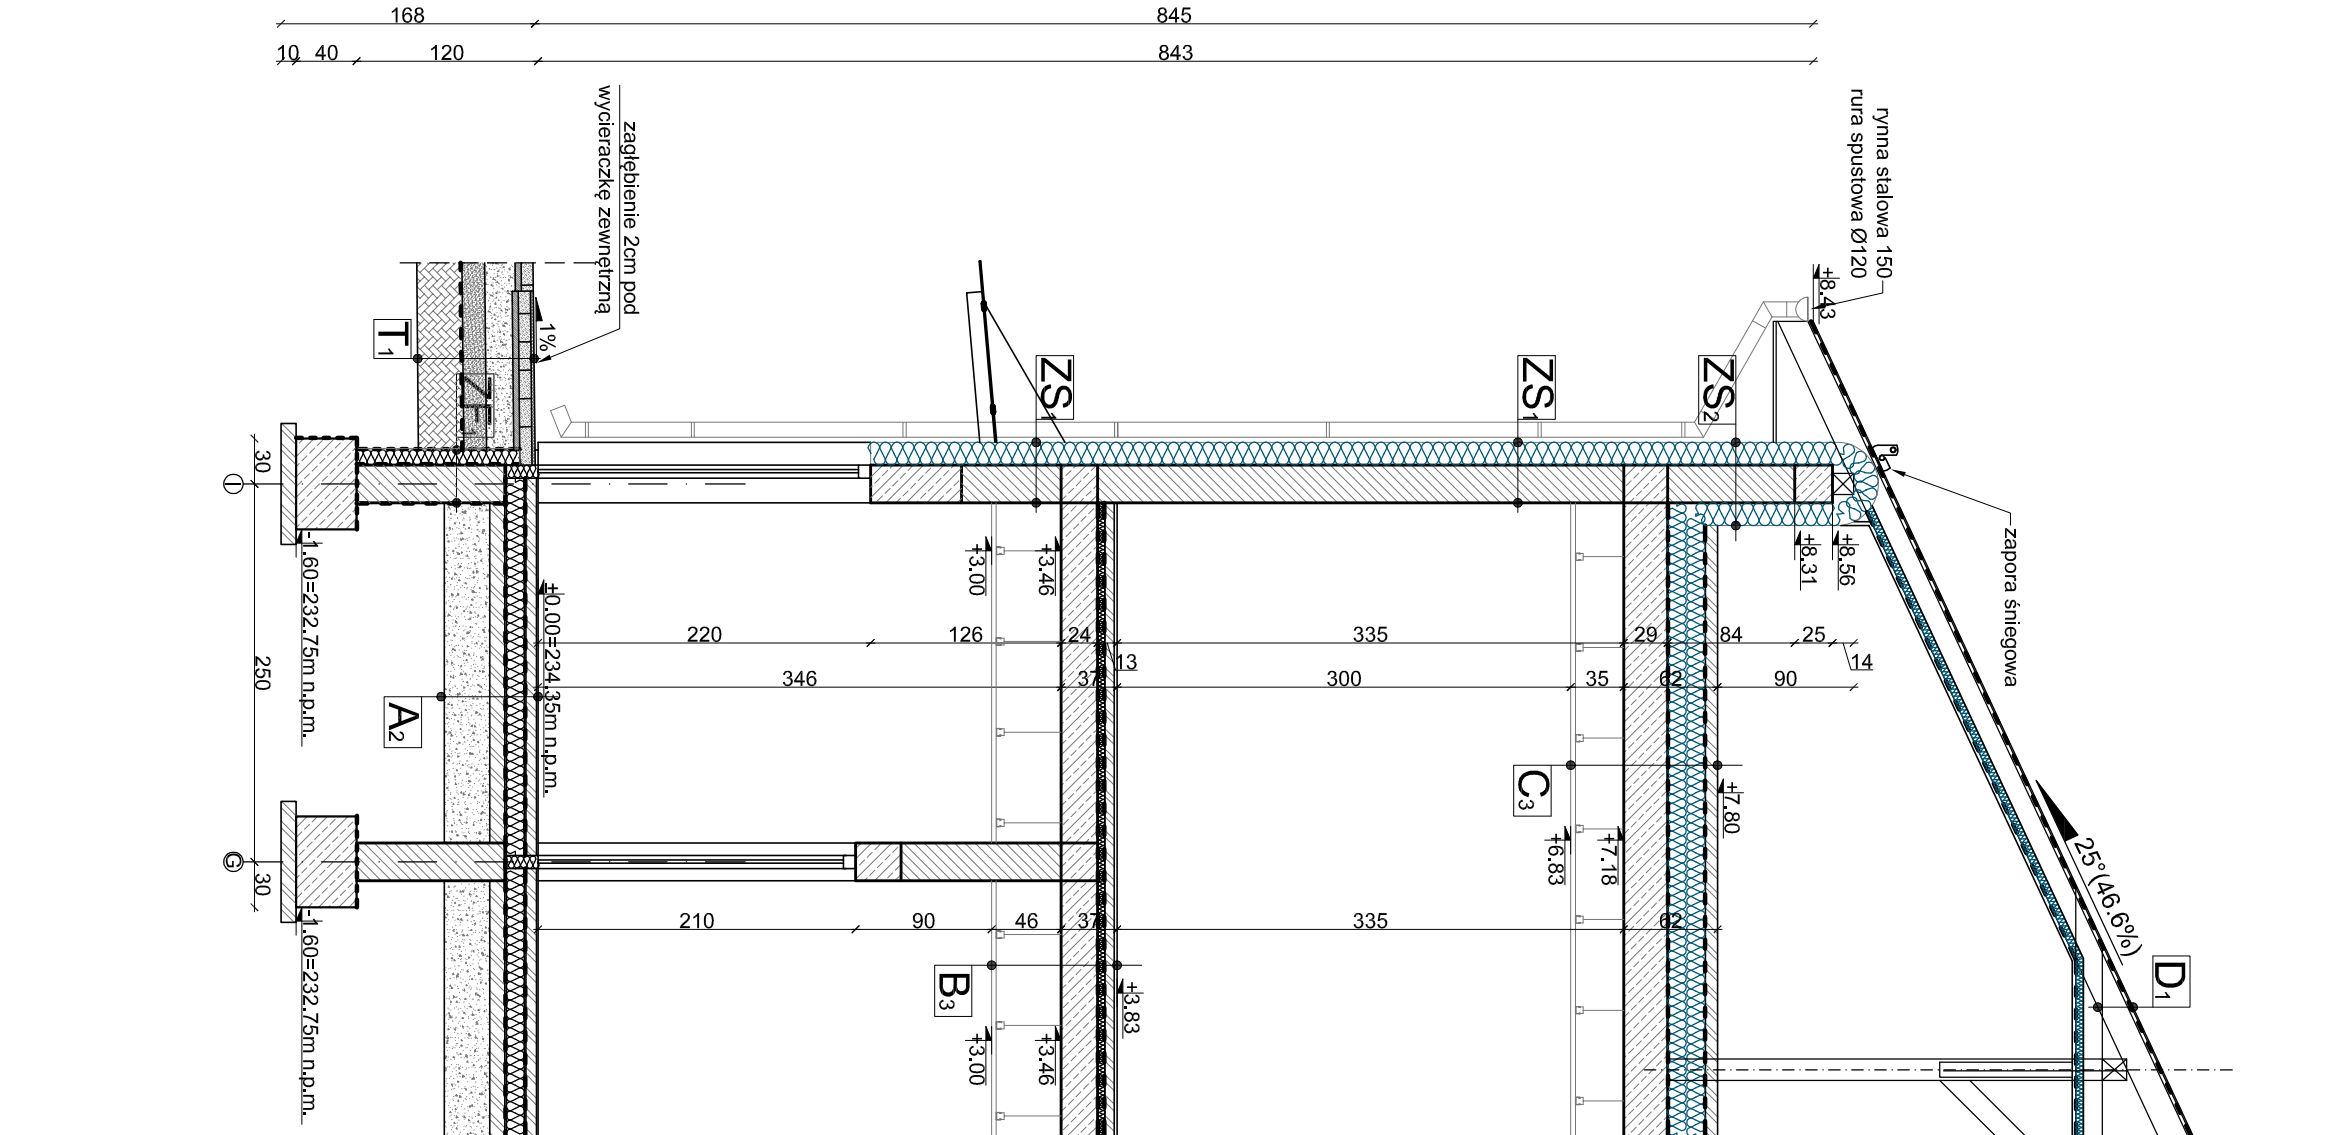 168
845
10 40 120
843
zagłębienie 2cm pod
wycieraczkę zewnętrzną
rynna stalowa 150
rura spustowa Ø120
+8.43
T1
1%
ZF1
ZS1
ZS1
ZS2
zapora śniegowa
30
I
250
G
30
-1.60=232.75m n.p.m.
±0.00=234.35m n.p.m.
+3.00
+3.46
+8.31
+8.56
220 126 24 335 29 84 25
13
14
346 37 300 35 62 90
A2
C3
+7.80
+6.83
+7.18
25°(46.6%)
210 90 46 37 335 62
B3
+3.83
D1
-1.60=232.75m n.p.m.
+3.00
+3.46